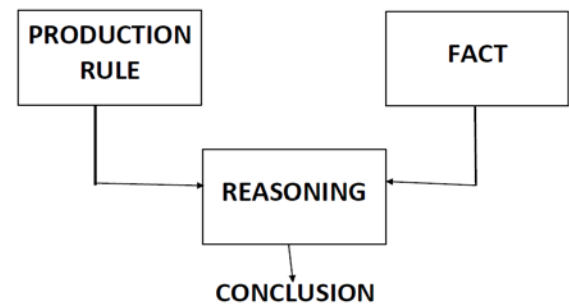 PRODUCTION
RULE
FACT
REASONING
CONCLUSION